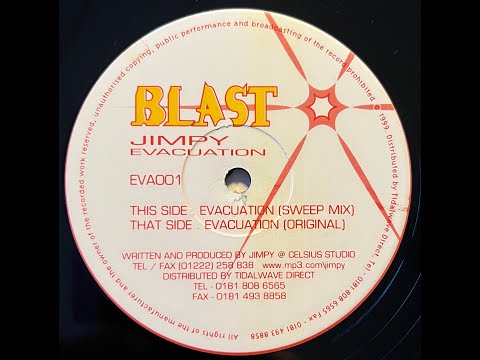 BLAST
JIMPY
EVACUATION
EVA001
THIS SIDE . EVACUATION (SWEEP MIX)
THAT SIDE . EVACUATION (ORIGINAL)
WRITTEN AND PRODUCED BY JIMPY @ CELSIUS STUDIO
TEL / FAX (01222) 258 838 www.mp3.com/jimpy
DISTRIBUTED BY TIDALWAVE DIRECT
TEL - 0181 808 6565
FAX - 0181 493 8858
All rights of the manufacturer and the owner of the recorded work reserved, unauthorised copying, public performance and broadcasting of the record prohibited © 1999. Distributed by Tidalwave Direct. Tel - 0181 808 6565 Fax - 0181 493 8858